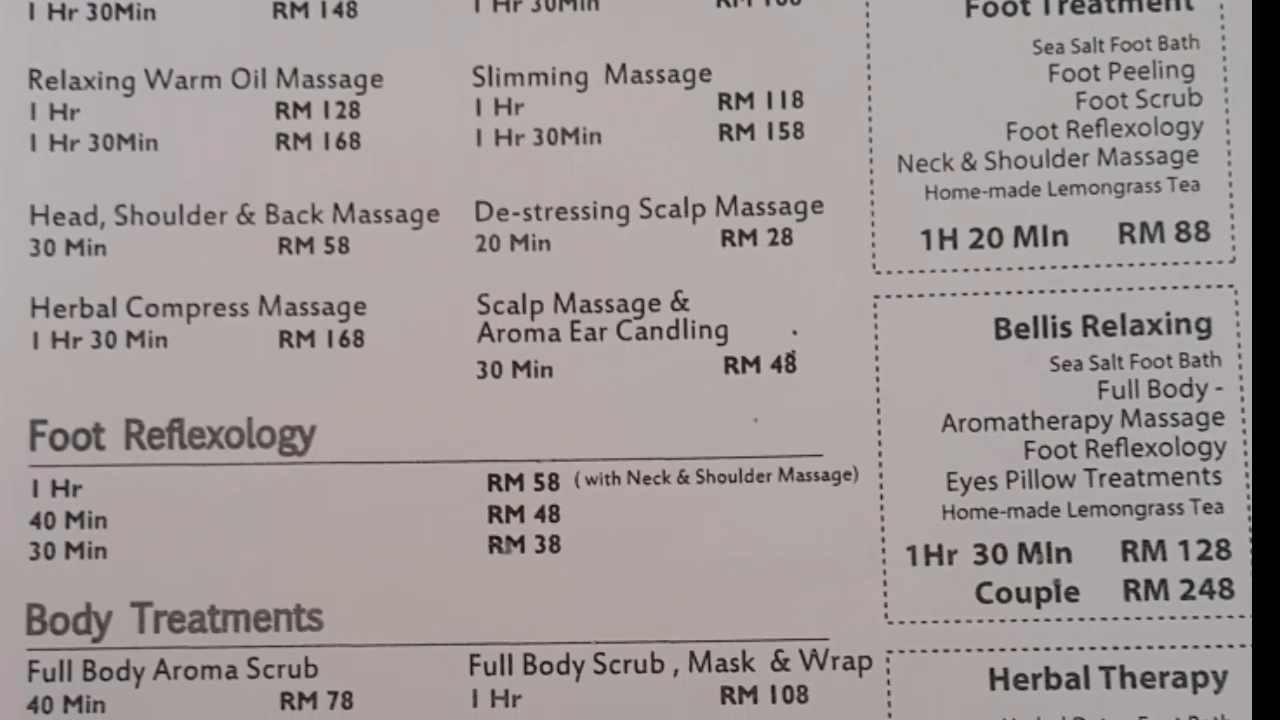 1 Hr 30Min RM 148
1 Hr 30Min
Relaxing Warm Oil Massage
1 Hr RM 128
1 Hr 30Min RM 168
Head, Shoulder & Back Massage
30 Min RM 58
Herbal Compress Massage
1 Hr 30 Min RM 168
Slimming Massage
1 Hr RM 118
1 Hr 30Min RM 158
De-stressing Scalp Massage
20 Min RM 28
Scalp Massage &
Aroma Ear Candling
30 Min RM 48
Foot Reflexology
1 Hr RM 58 (with Neck & Shoulder Massage)
40 Min RM 48
30 Min RM 38
Body Treatments
Full Body Aroma Scrub
40 Min RM 78
Full Body Scrub , Mask & Wrap
1 Hr RM 108
Foot Treatment
Sea Salt Foot Bath
Foot Peeling
Foot Scrub
Foot Reflexology
Neck & Shoulder Massage
Home-made Lemongrass Tea
1H 20 MIn RM 88
Bellis Relaxing
Sea Salt Foot Bath
Full Body -
Aromatherapy Massage
Foot Reflexology
Eyes Pillow Treatments
Home-made Lemongrass Tea
1Hr 30 MIn RM 128
Couple RM 248
Herbal Therapy